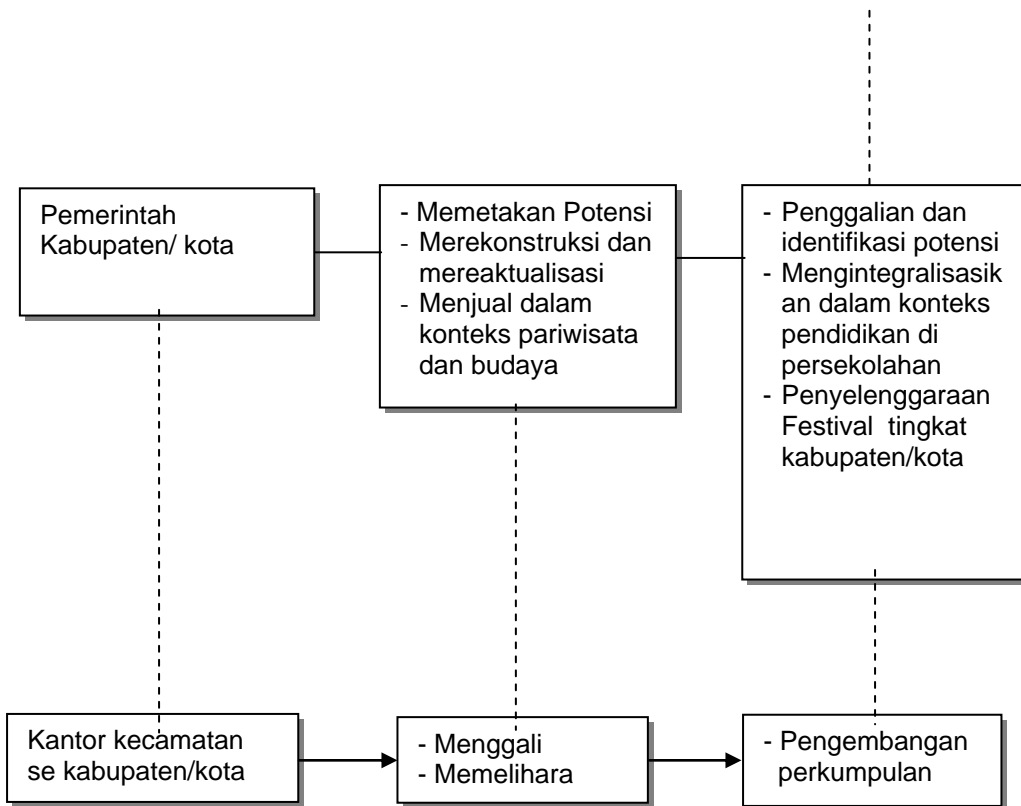 Pemerintah
Kabupaten/ kota
- Memetakan Potensi
- Merekonstruksi dan
mereaktualisasi
- Menjual dalam
konteks pariwisata
dan budaya
- Penggalian dan
identifikasi potensi
- Mengintegralisasik
an dalam konteks
pendidikan di
persekolahan
- Penyelenggaraan
Festival tingkat
kabupaten/kota
Kantor kecamatan
se kabupaten/kota
- Menggali
- Memelihara
- Pengembangan
perkumpulan